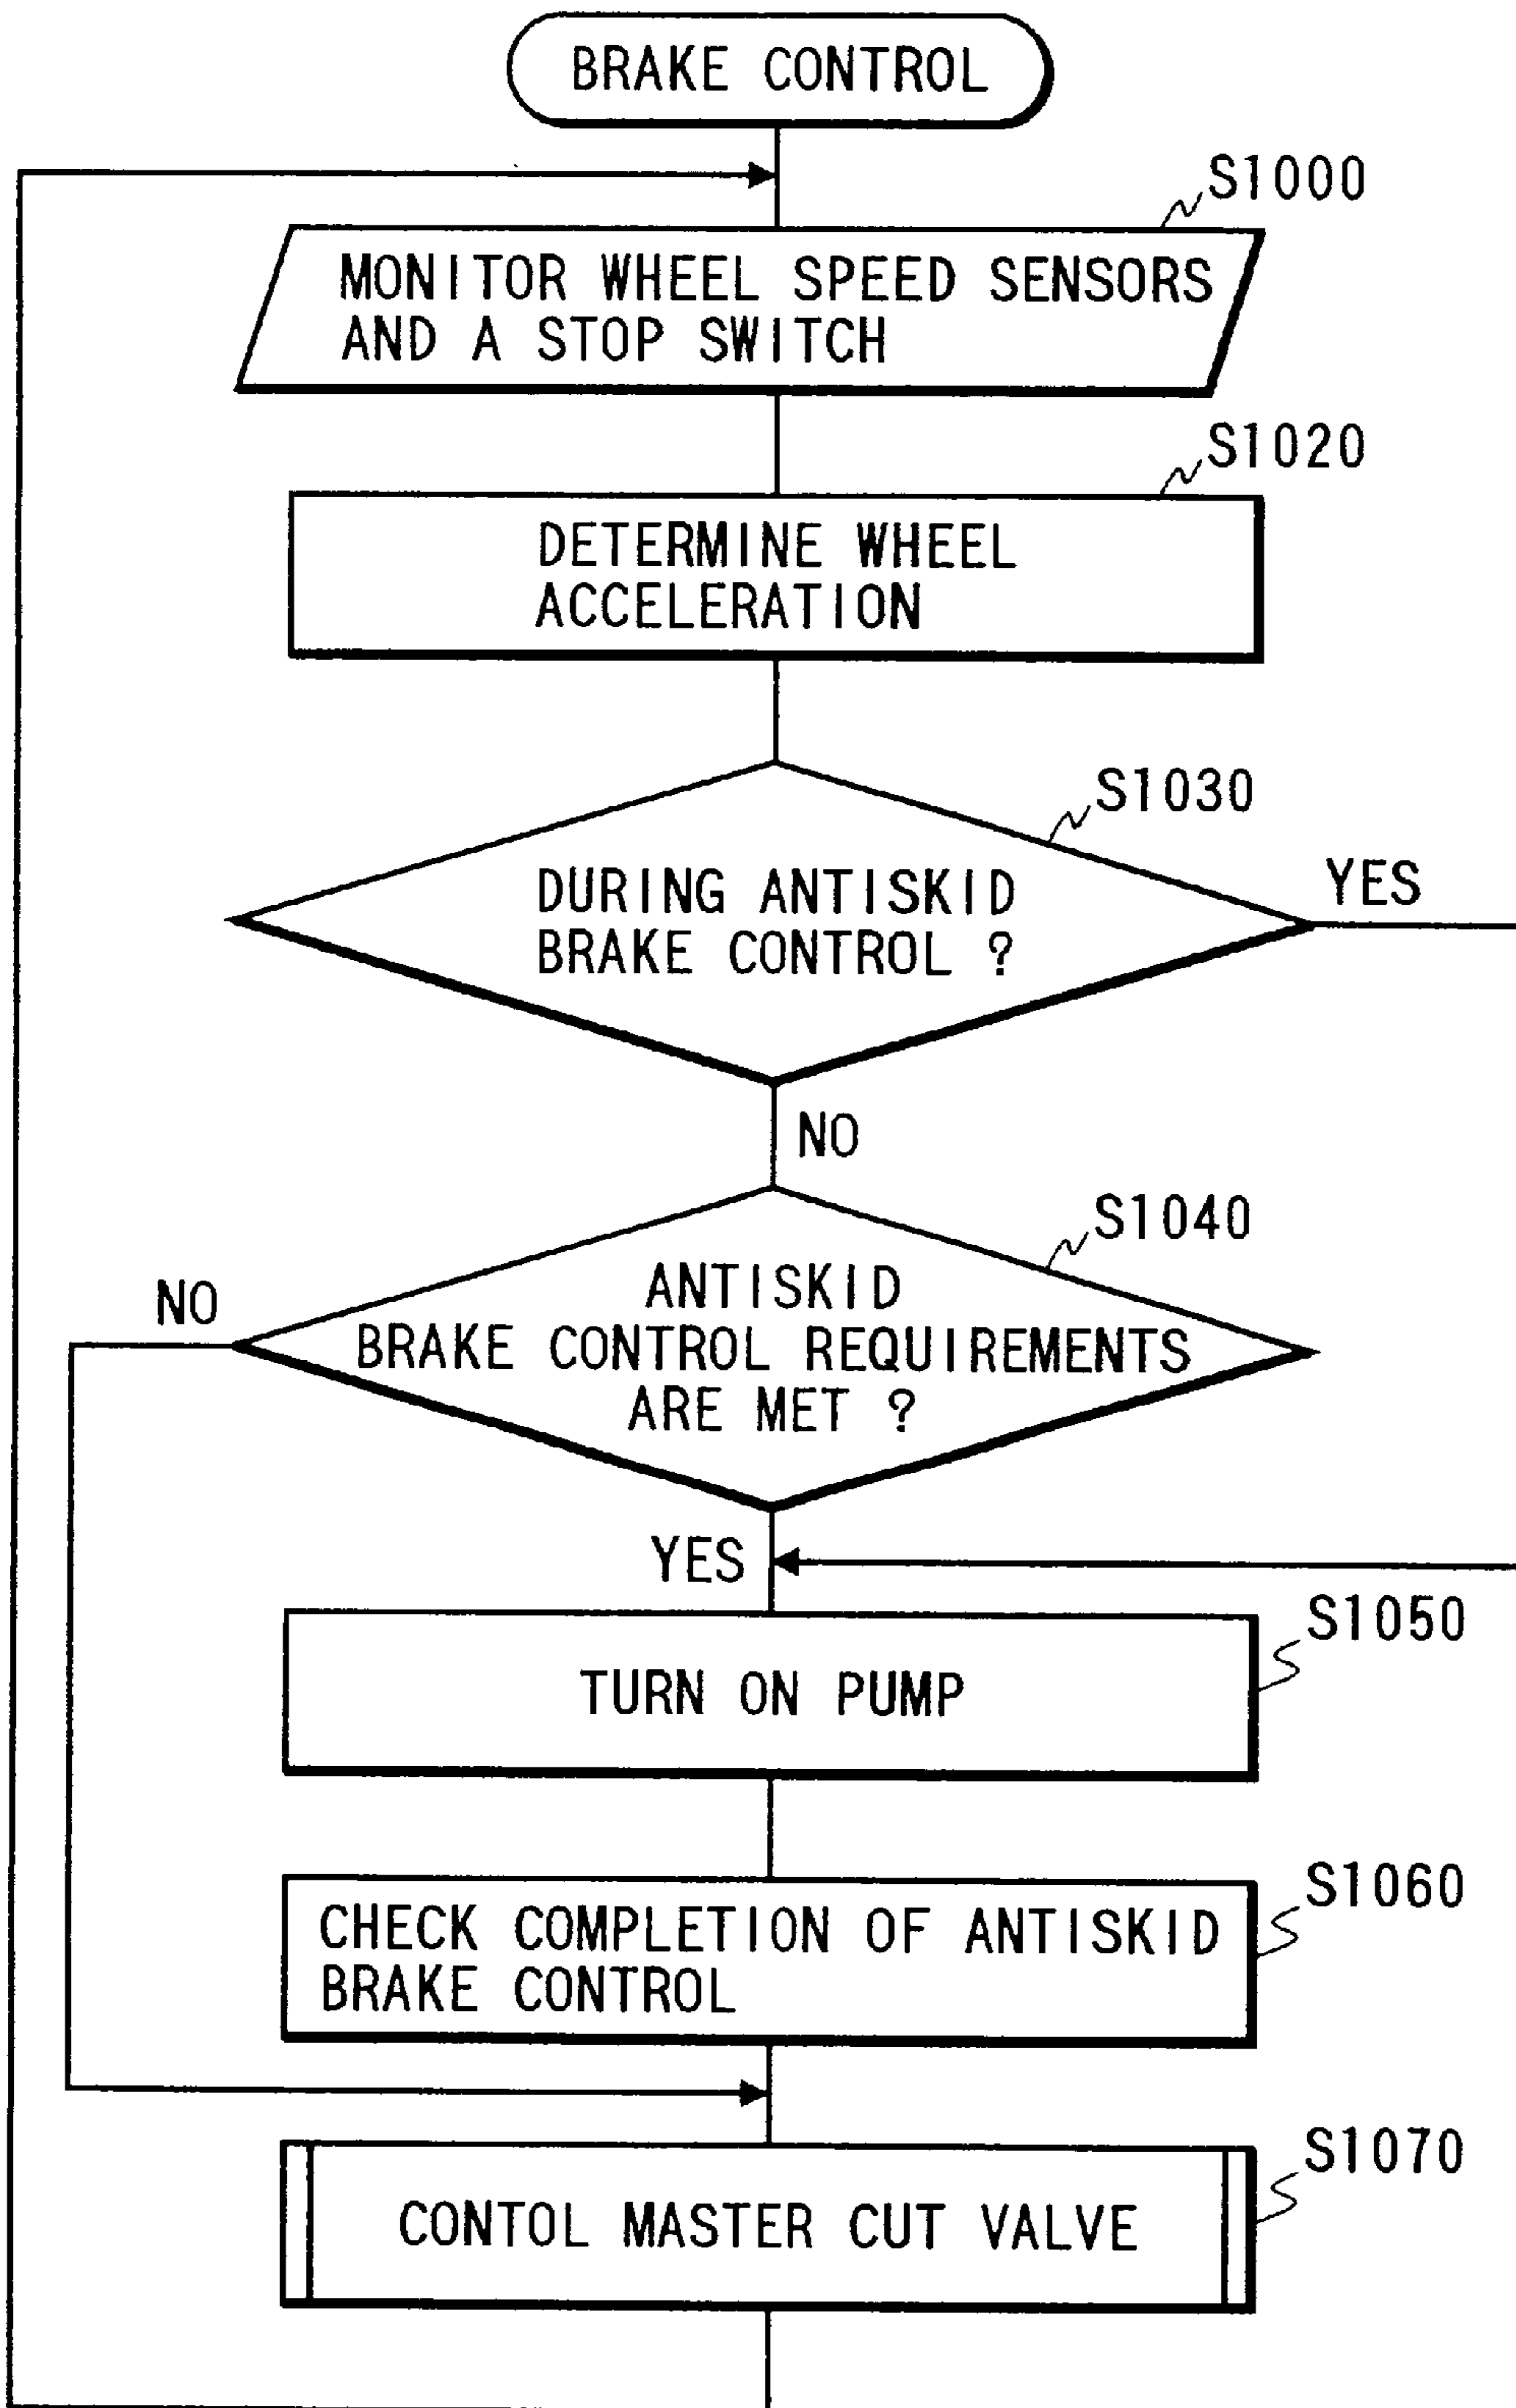 BRAKE CONTROL
S1000
MONITOR WHEEL SPEED SENSORS
AND A STOP SWITCH
S1020
DETERMINE WHEEL
ACCELERATION
S1030
DURING ANTISKID
BRAKE CONTROL ?
YES
NO
S1040
ANTISKID
BRAKE CONTROL REQUIREMENTS
ARE MET ?
NO
YES
S1050
TURN ON PUMP
S1060
CHECK COMPLETION OF ANTISKID
BRAKE CONTROL
S1070
CONTOL MASTER CUT VALVE